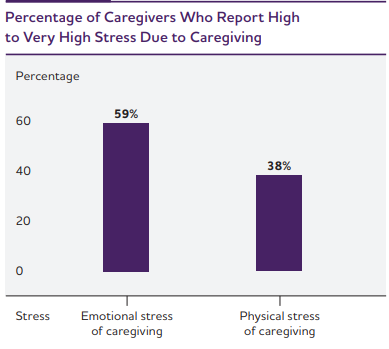 Percentage of Caregivers Who Report High
to Very High Stress Due to Caregiving
Percentage
60
59%
40
38%
20
0
Stress
Emotional stress
of caregiving
Physical stress
of caregiving